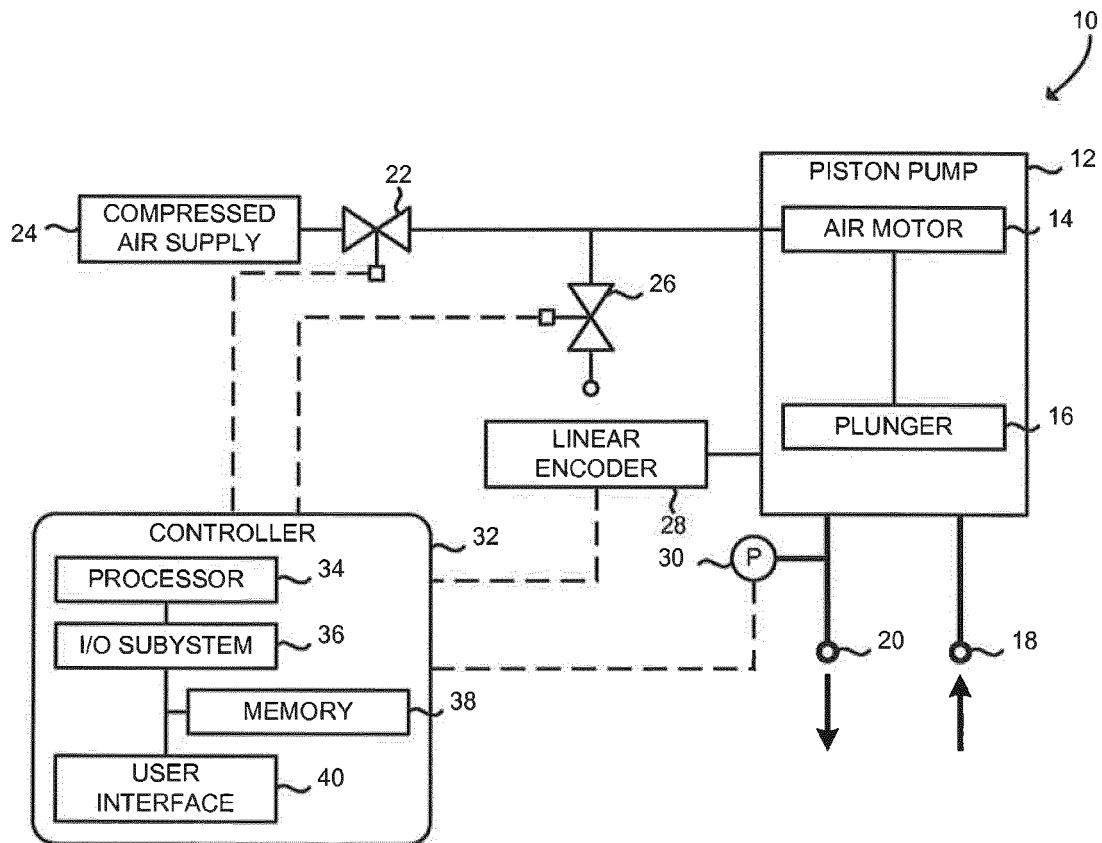 10
PISTON PUMP
12
22
COMPRESSED
AIR SUPPLY
24
AIR MOTOR
14
26
PLUNGER
16
LINEAR
ENCODER
28
CONTROLLER
32
30
P
PROCESSOR
34
I/O SUBYSTEM
36
20
18
MEMORY
38
USER
INTERFACE
40